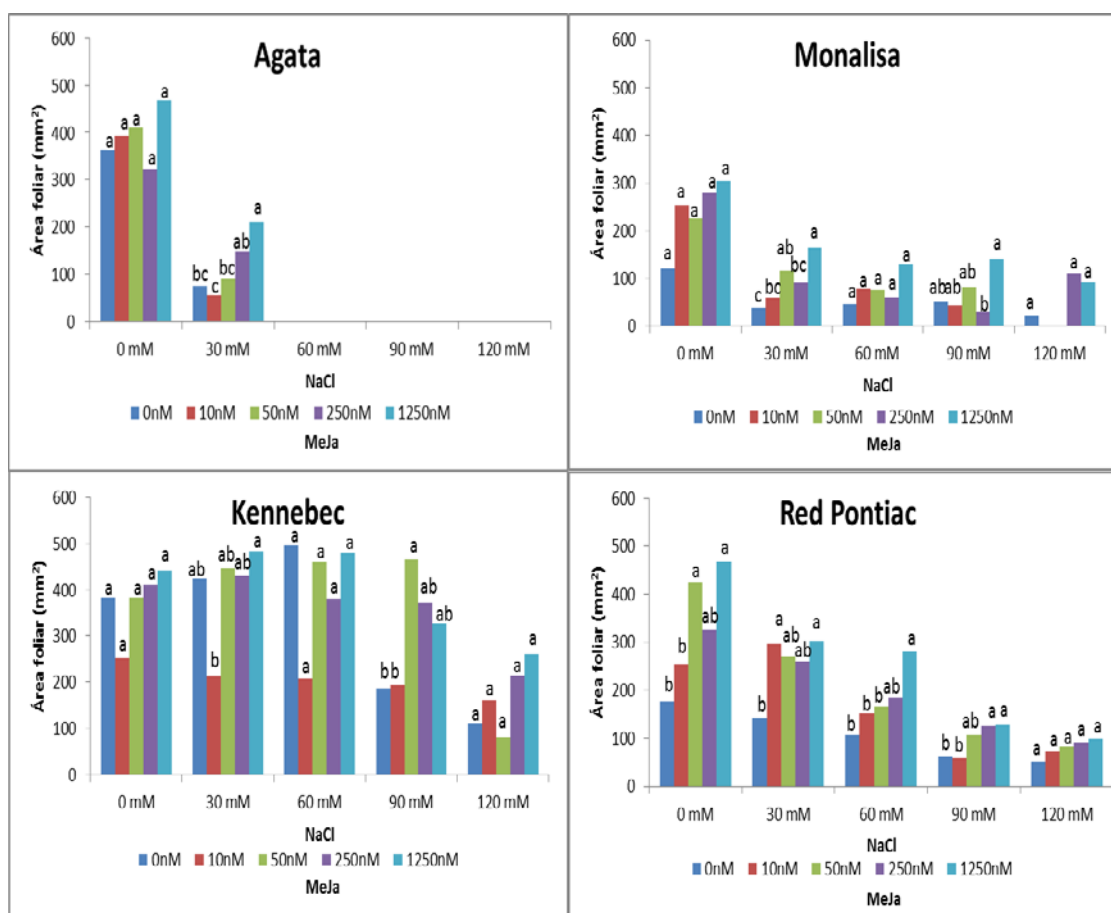 Agata
Área foliar (mm²)
600
500
400
300
200
100
0
a a a a a
bc c bc ab a
0 mM 30 mM 60 mM 90 mM 120 mM
NaCl
0nM 10nM 50nM 250nM 1250nM
MeJa
Monalisa
Área foliar (mm²)
600
500
400
300
200
100
0
a a a a a
c bc ab bc a
a a a a a
ab ab ab b a
a a a
0 mM 30 mM 60 mM 90 mM 120 mM
NaCl
0nM 10nM 50nM 250nM 1250nM
MeJa
Kennebec
Área foliar (mm²)
600
500
400
300
200
100
0
a a a a a
ab b ab ab a
a a a a a
b b a ab ab
a a a a a
0 mM 30 mM 60 mM 90 mM 120 mM
NaCl
0nM 10nM 50nM 250nM 1250nM
MeJa
Red Pontiac
Área foliar (mm²)
600
500
400
300
200
100
0
b b a ab a
b a ab ab a
b b b ab a
b b ab a a
a a a a a
0 mM 30 mM 60 mM 90 mM 120 mM
NaCl
0nM 10nM 50nM 250nM 1250nM
MeJa